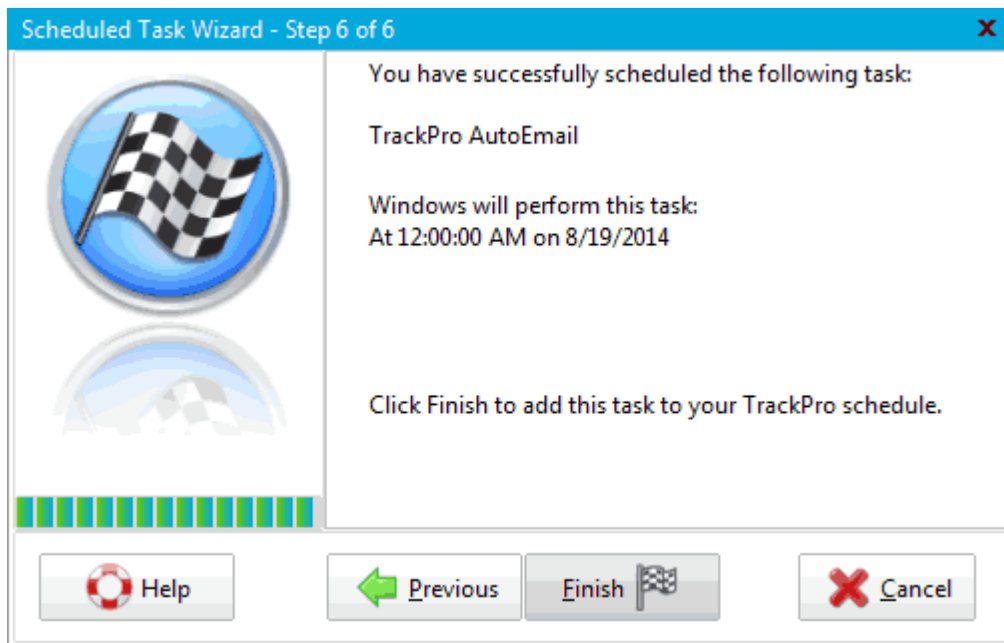 Scheduled Task Wizard - Step 6 of 6
You have successfully scheduled the following task:
TrackPro AutoEmail
Windows will perform this task:
At 12:00:00 AM on 8/19/2014
Click Finish to add this task to your TrackPro schedule.
Help
Previous
Finish
Cancel